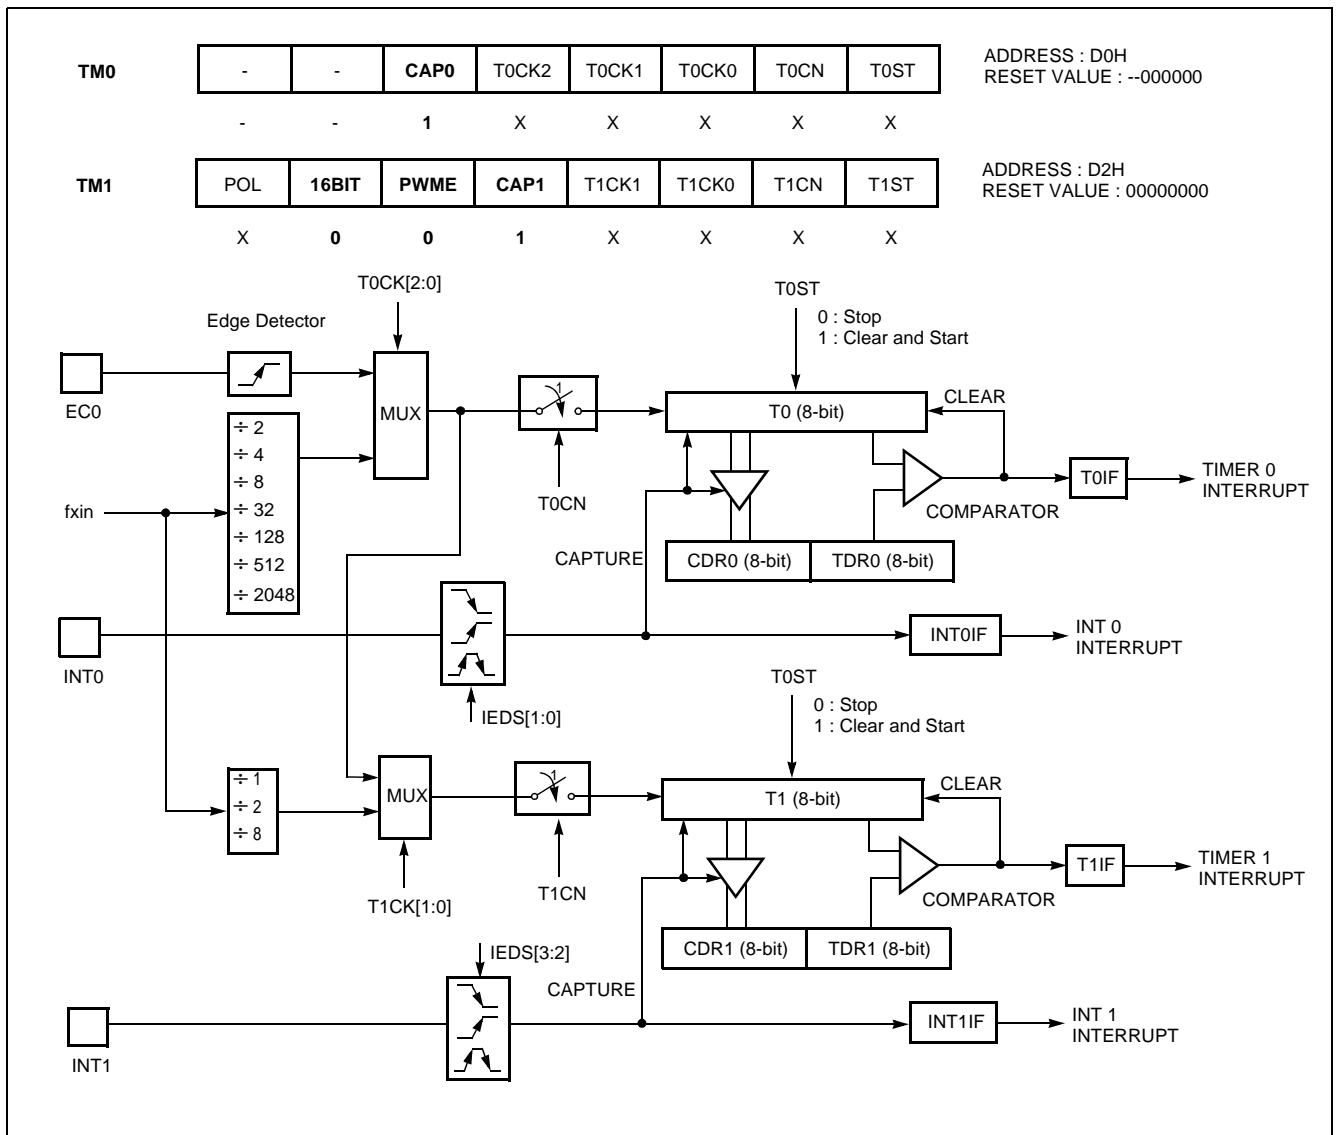 TM0 - - CAP0 T0CK2 T0CK1 T0CK0 T0CN T0ST
ADDRESS : D0H
RESET VALUE : --000000
- - 1 X X X X X
TM1 POL 16BIT PWME CAP1 T1CK1 T1CK0 T1CN T1ST
ADDRESS : D2H
RESET VALUE : 00000000
X 0 0 1 X X X X
T0CK[2:0]
T0ST
0 : Stop
1 : Clear and Start
Edge Detector
EC0
MUX
1
T0CN
T0 (8-bit)
CLEAR
COMPARATOR
T0IF
TIMER 0
INTERRUPT
÷ 2
÷ 4
÷ 8
÷ 32
÷ 128
÷ 512
÷ 2048
fxin
CAPTURE
CDR0 (8-bit)
TDR0 (8-bit)
INT0
IEDS[1:0]
INT0IF
INT 0
INTERRUPT
T0ST
0 : Stop
1 : Clear and Start
÷ 1
÷ 2
÷ 8
MUX
T1CK[1:0]
1
T1CN
T1 (8-bit)
CLEAR
COMPARATOR
T1IF
TIMER 1
INTERRUPT
CDR1 (8-bit)
TDR1 (8-bit)
IEDS[3:2]
CAPTURE
INT1
INT1IF
INT 1
INTERRUPT